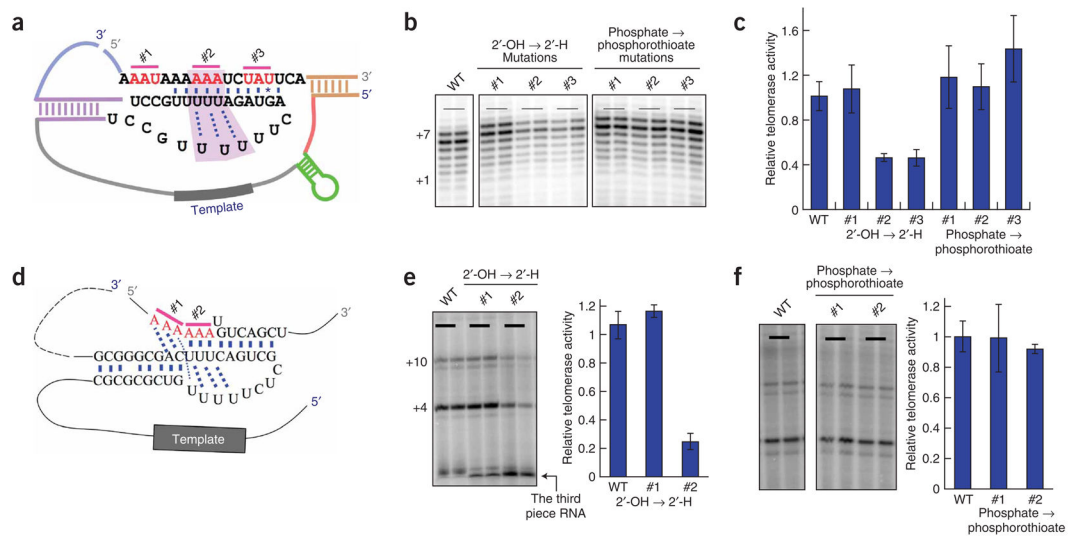 a
3′
5′
#1
#2
#3
AAAUAAAAAAUCUAUUCA
3′
5′
UCCGUUUUUAGAUGA
*
UCCGUUUUUUUC
Template
b
2′-OH → 2′-H
Mutations
Phosphate →
phosphorothioate
mutations
WT
#1
#2
#3
#1
#2
#3
+7
+1
c
Relative telomerase activity
1.6
1.2
0.8
0.4
0
WT
#1
#2
#3
#1
#2
#3
2′-OH → 2′-H
Phosphate →
phosphorothioate
d
3′
5′
#1
#2
3′
AAAAAAUGUCAGCU
GCGGGCGACUUUCAGUCG
CGCGCGCUGUUUUUUCUCU
5′
Template
e
2′-OH → 2′-H
WT
#1
#2
+10
+4
The third
piece RNA
Relative telomerase activity
1.2
1
0.8
0.6
0.4
0.2
0
WT
#1
#2
2′-OH → 2′-H
f
Phosphate →
phosphorothioate
WT
#1
#2
Relative telomerase activity
1.2
1
0.8
0.6
0.4
0.2
0
WT
#1
#2
Phosphate →
phosphorothioate